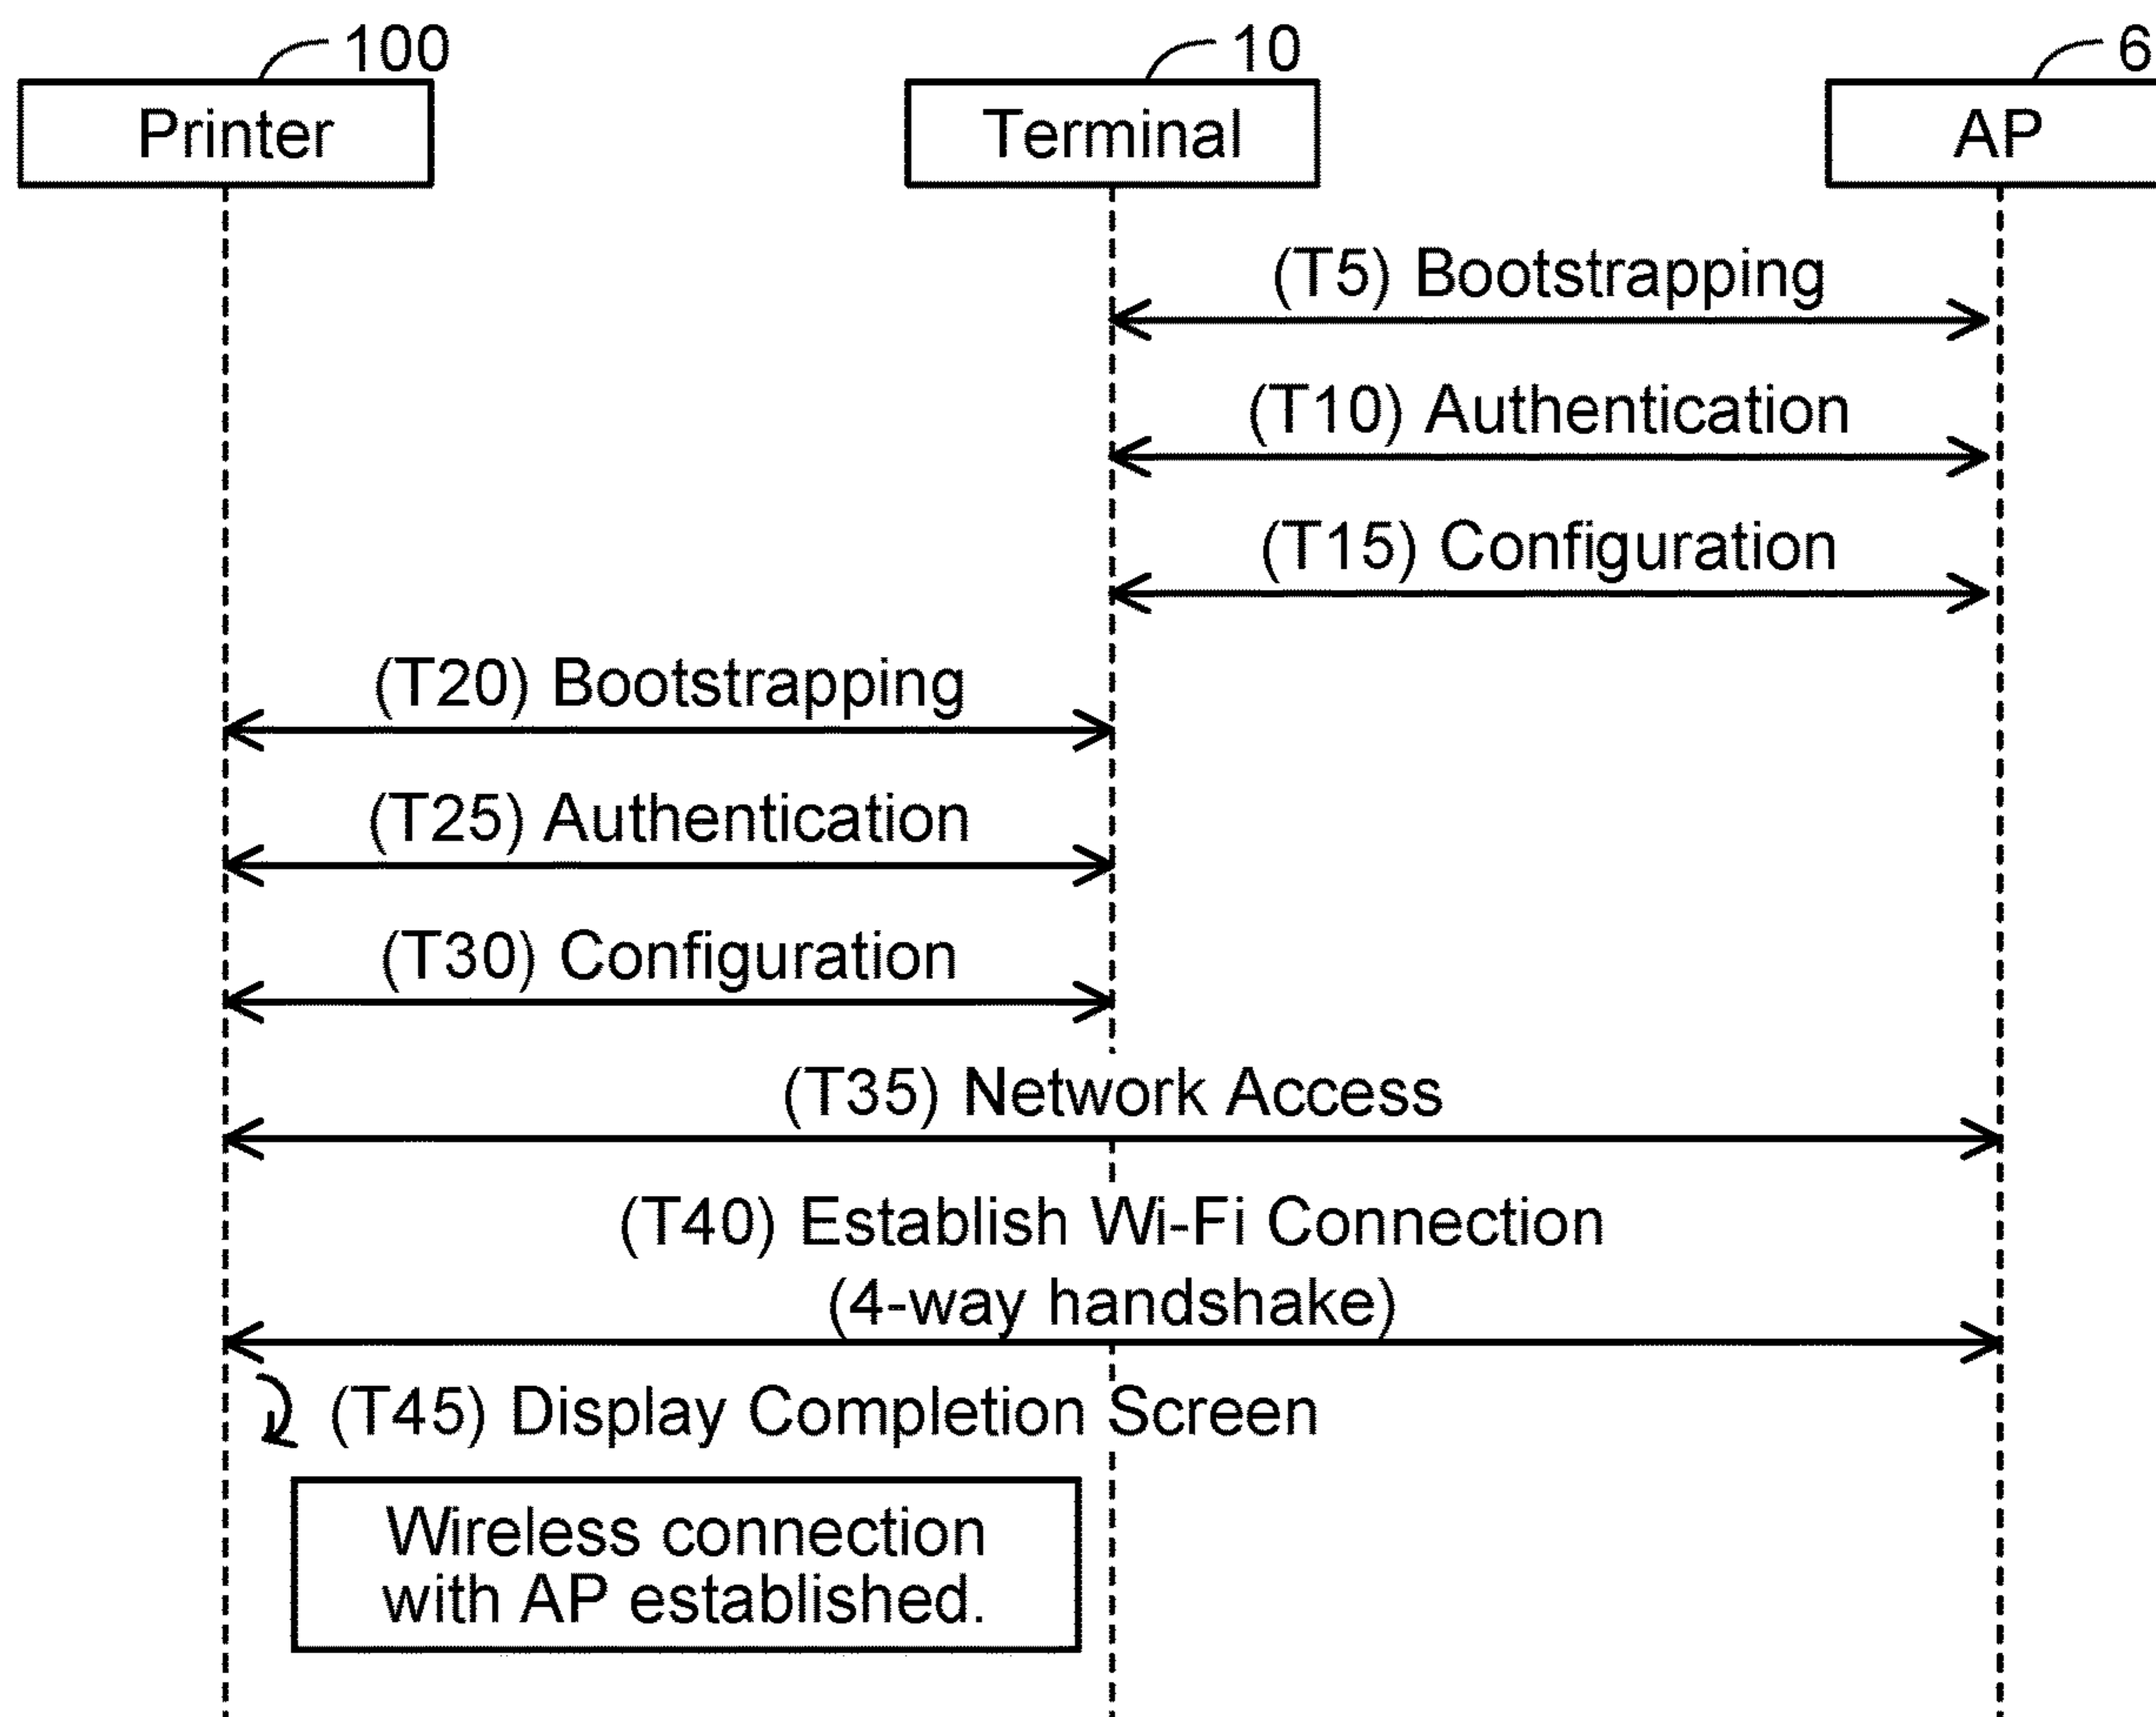 100
10
6
Printer
Terminal
AP
(T5) Bootstrapping
(T10) Authentication
(T15) Configuration
(T20) Bootstrapping
(T25) Authentication
(T30) Configuration
(T35) Network Access
(T40) Establish Wi-Fi Connection
(4-way handshake)
(T45) Display Completion Screen
Wireless connection
with AP established.